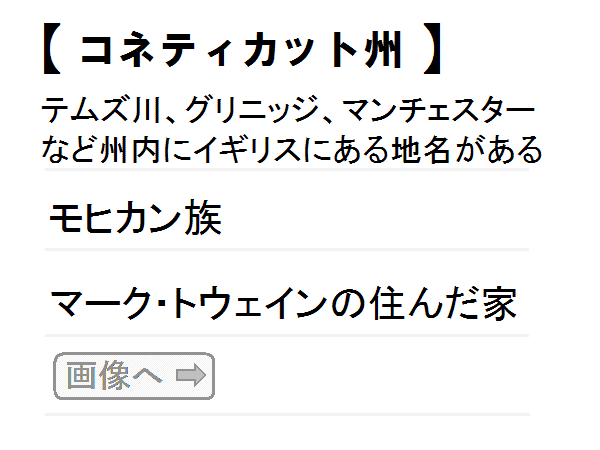 【 コネティカット州 】
テムズ川、グリニッジ、マンチェスター
など州内にイギリスにある地名がある
モヒカン族
マーク・トウェインの住んだ家
画像へ ⇨